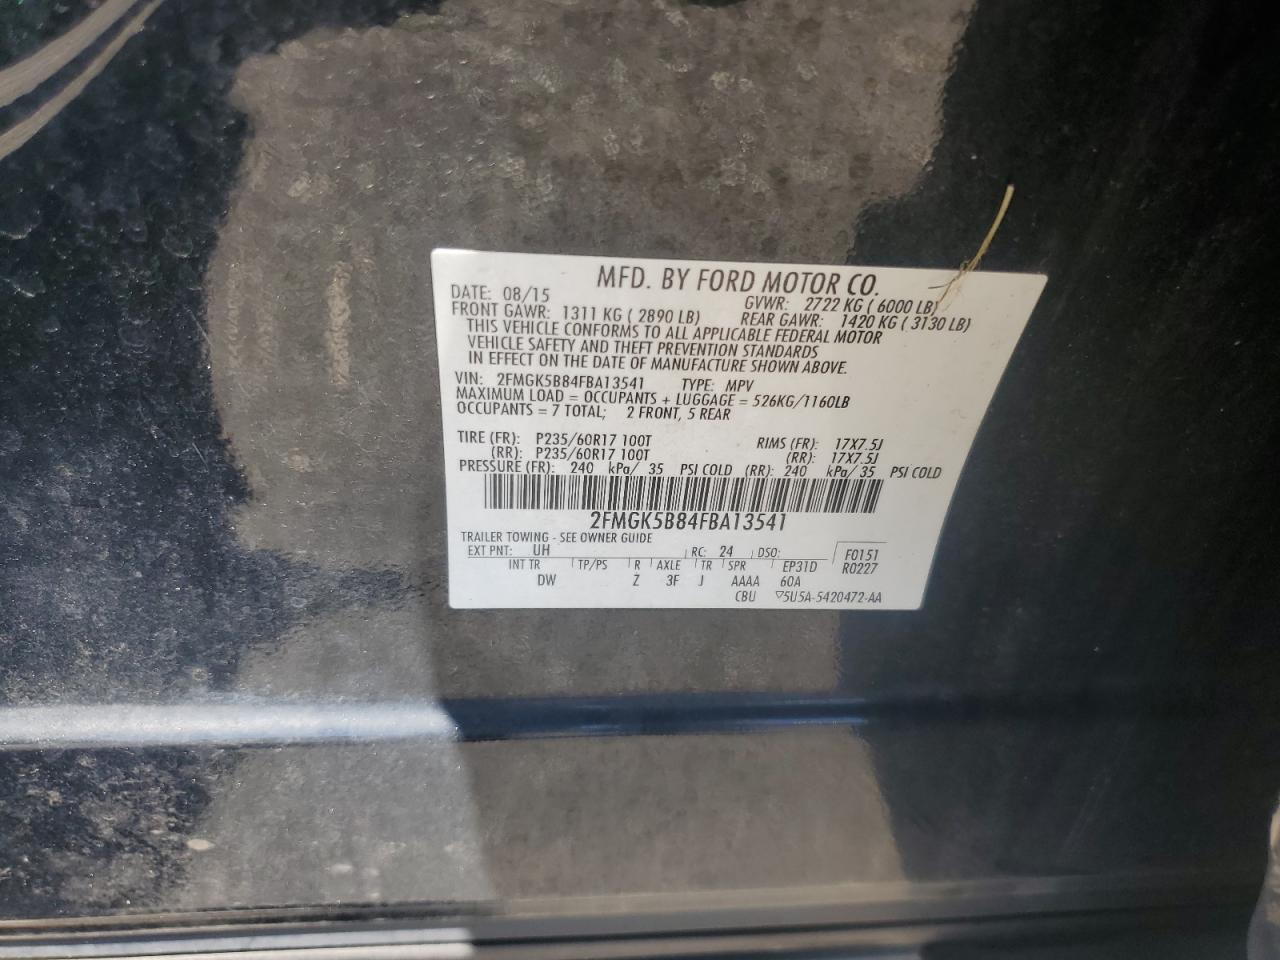 MFD. BY FORD MOTOR CO.
DATE: 08/15 GVWR: 2722 KG ( 6000 LB)
FRONT GAWR: 1311 KG ( 2890 LB) REAR GAWR: 1420 KG ( 3130 LB)
THIS VEHICLE CONFORMS TO ALL APPLICABLE FEDERAL MOTOR
VEHICLE SAFETY AND THEFT PREVENTION STANDARDS
IN EFFECT ON THE DATE OF MANUFACTURE SHOWN ABOVE.
VIN: 2FMGK5B84FBA13541 TYPE: MPV
MAXIMUM LOAD = OCCUPANTS + LUGGAGE = 526KG/1160LB
OCCUPANTS = 7 TOTAL; 2 FRONT, 5 REAR
TIRE (FR): P235/60R17 100T RIMS (FR): 17X7.5J
(RR): P235/60R17 100T (RR): 17X7.5J
PRESSURE (FR): 240 kPa/ 35 PSI COLD (RR): 240 kPa/ 35 PSI COLD
2FMGK5B84FBA13541
TRAILER TOWING - SEE OWNER GUIDE
EXT PNT: UH RC: 24 DSO: F0151
INT TR TP/PS R AXLE TR SPR EP31D R0227
DW Z 3F J AAAA 60A
CBU ▽5U5A-5420472-AA